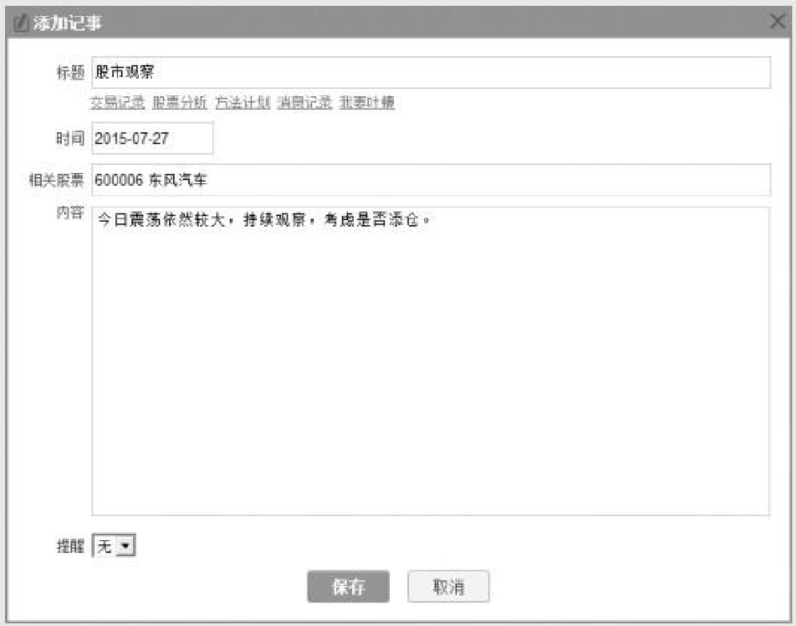 添加记事
标题 股市观察
交易记录 股票分析 方法计划 消息记录 我要吐槽
时间 2015-07-27
相关股票 600006 东风汽车
内容 今日震荡依然较大，持续观察，考虑是否添仓。
提醒 无
保存 取消